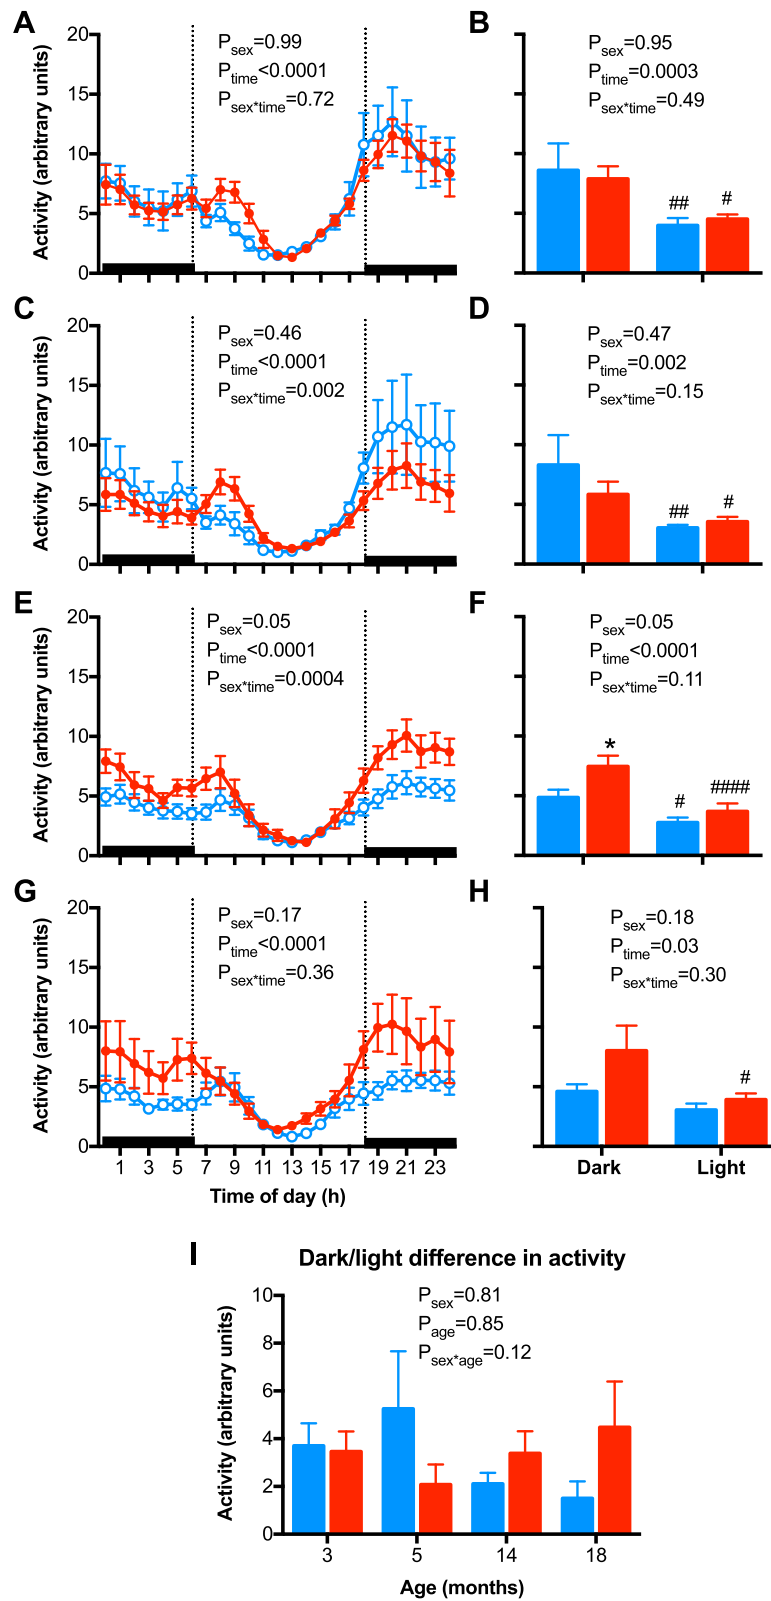 A
B
20
15
10
5
0
Activity (arbitrary units)
Psex=0.99
Ptime<0.0001
Psex*time=0.72
Psex=0.95
Ptime=0.0003
Psex*time=0.49
## #
C
D
20
15
10
5
0
Activity (arbitrary units)
Psex=0.46
Ptime<0.0001
Psex*time=0.002
Psex=0.47
Ptime=0.002
Psex*time=0.15
## #
E
F
20
15
10
5
0
Activity (arbitrary units)
Psex=0.05
Ptime<0.0001
Psex*time=0.0004
Psex=0.05
Ptime<0.0001
Psex*time=0.11
* # ####
G
H
20
15
10
5
0
Activity (arbitrary units)
Psex=0.17
Ptime<0.0001
Psex*time=0.36
1 3 5 7 9 11 13 15 17 19 21 23
Time of day (h)
Psex=0.18
Ptime=0.03
Psex*time=0.30
#
Dark Light
I
Dark/light difference in activity
10
8
6
4
2
0
Activity (arbitrary units)
Psex=0.81
Page=0.85
Psex*age=0.12
3 5 14 18
Age (months)